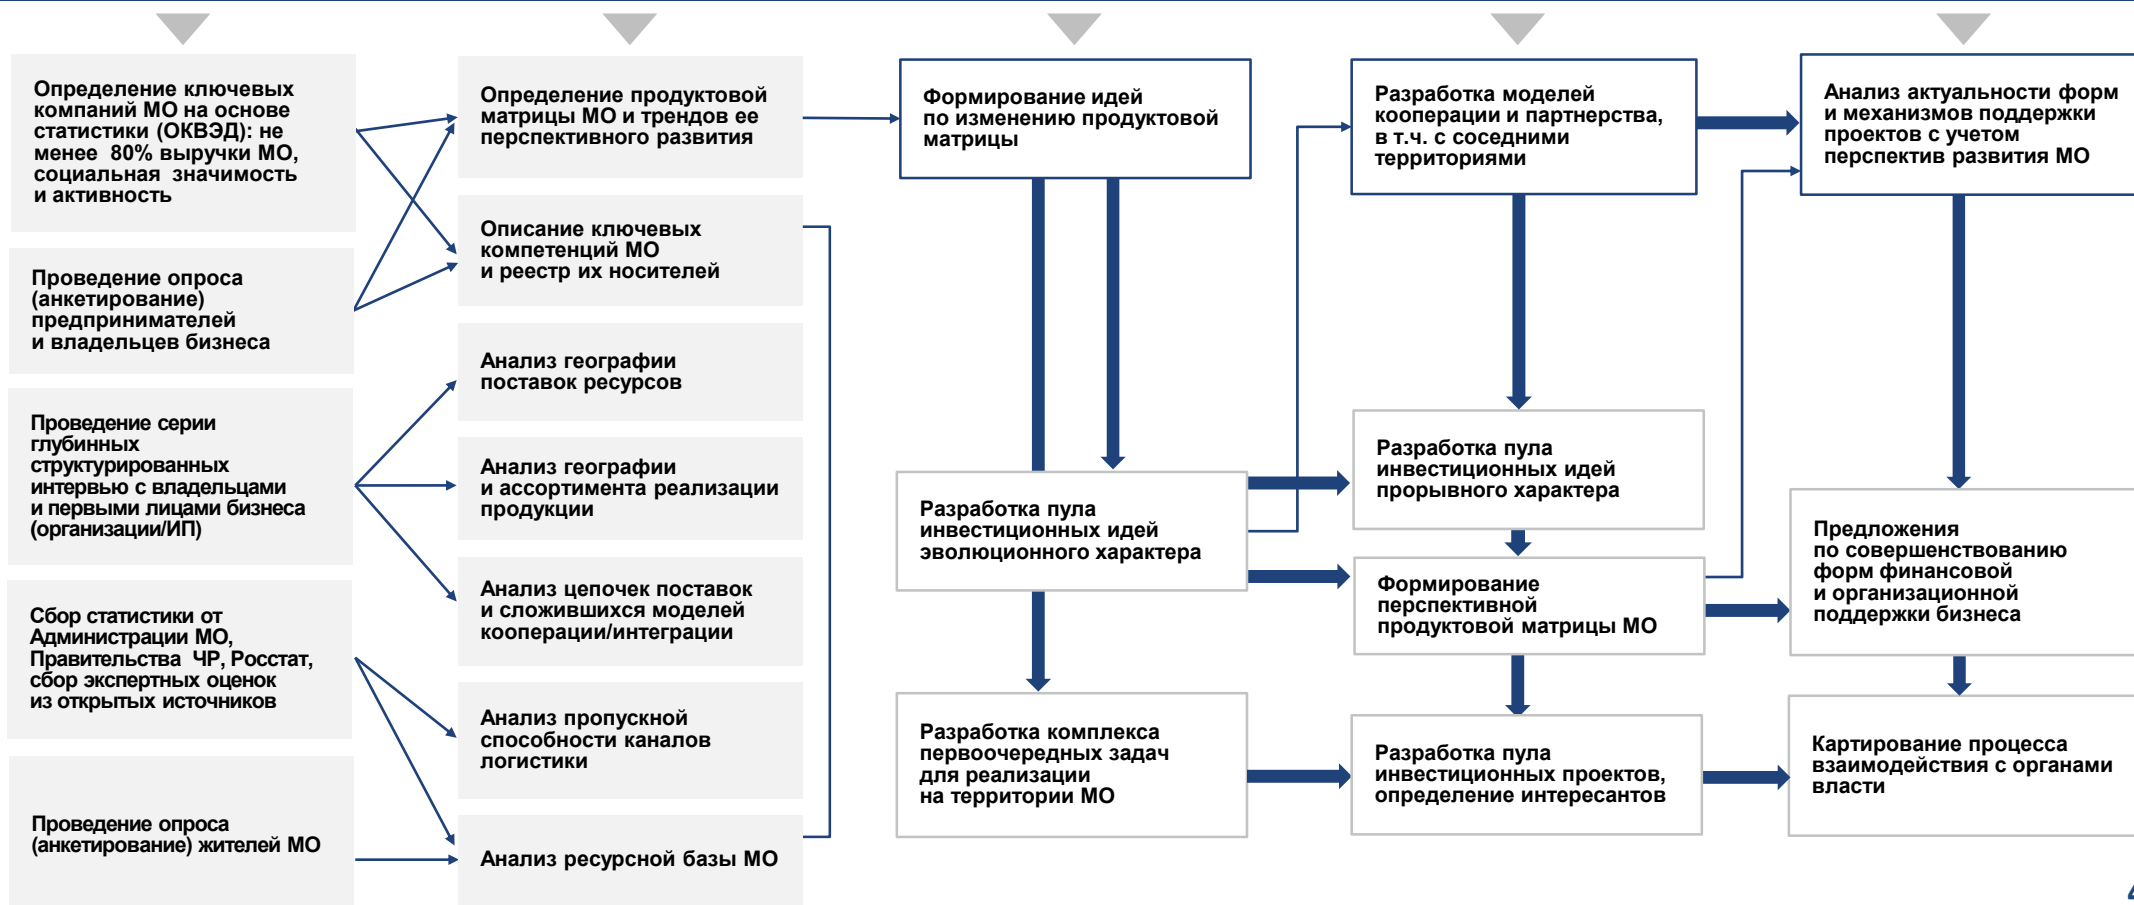 Определение ключевых
компаний МО на основе
статистики (ОКВЭД): не
менее 80% выручки МО,
социальная значимость
и активность
Проведение опроса
(анкетирование)
предпринимателей
и владельцев бизнеса
Проведение серии
глубинных
структурированных
интервью с владельцами
и первыми лицами бизнеса
(организации/ИП)
Сбор статистики от
Администрации МО,
Правительства ЧР, Росстат,
сбор экспертных оценок
из открытых источников
Проведение опроса
(анкетирование) жителей МО
Определение продуктовой
матрицы МО и трендов ее
перспективного развития
Описание ключевых
компетенций МО
и реестр их носителей
Анализ географии
поставок ресурсов
Анализ географии
и ассортимента реализации
продукции
Анализ цепочек поставок
и сложившихся моделей
кооперации/интеграции
Анализ пропускной
способности каналов
логистики
Анализ ресурсной базы МО
Формирование идей
по изменению продуктовой
матрицы
Разработка пула
инвестиционных идей
эволюционного характера
Разработка комплекса
первоочередных задач
для реализации
на территории МО
Разработка моделей
кооперации и партнерства,
в т.ч. с соседними
территориями
Разработка пула
инвестиционных идей
прорывного характера
Формирование
перспективной
продуктовой матрицы МО
Разработка пула
инвестиционных проектов,
определение интересантов
Анализ актуальности форм
и механизмов поддержки
проектов с учетом
перспектив развития МО
Предложения
по совершенствованию
форм финансовой
и организационной
поддержки бизнеса
Картирование процесса
взаимодействия с органами
власти